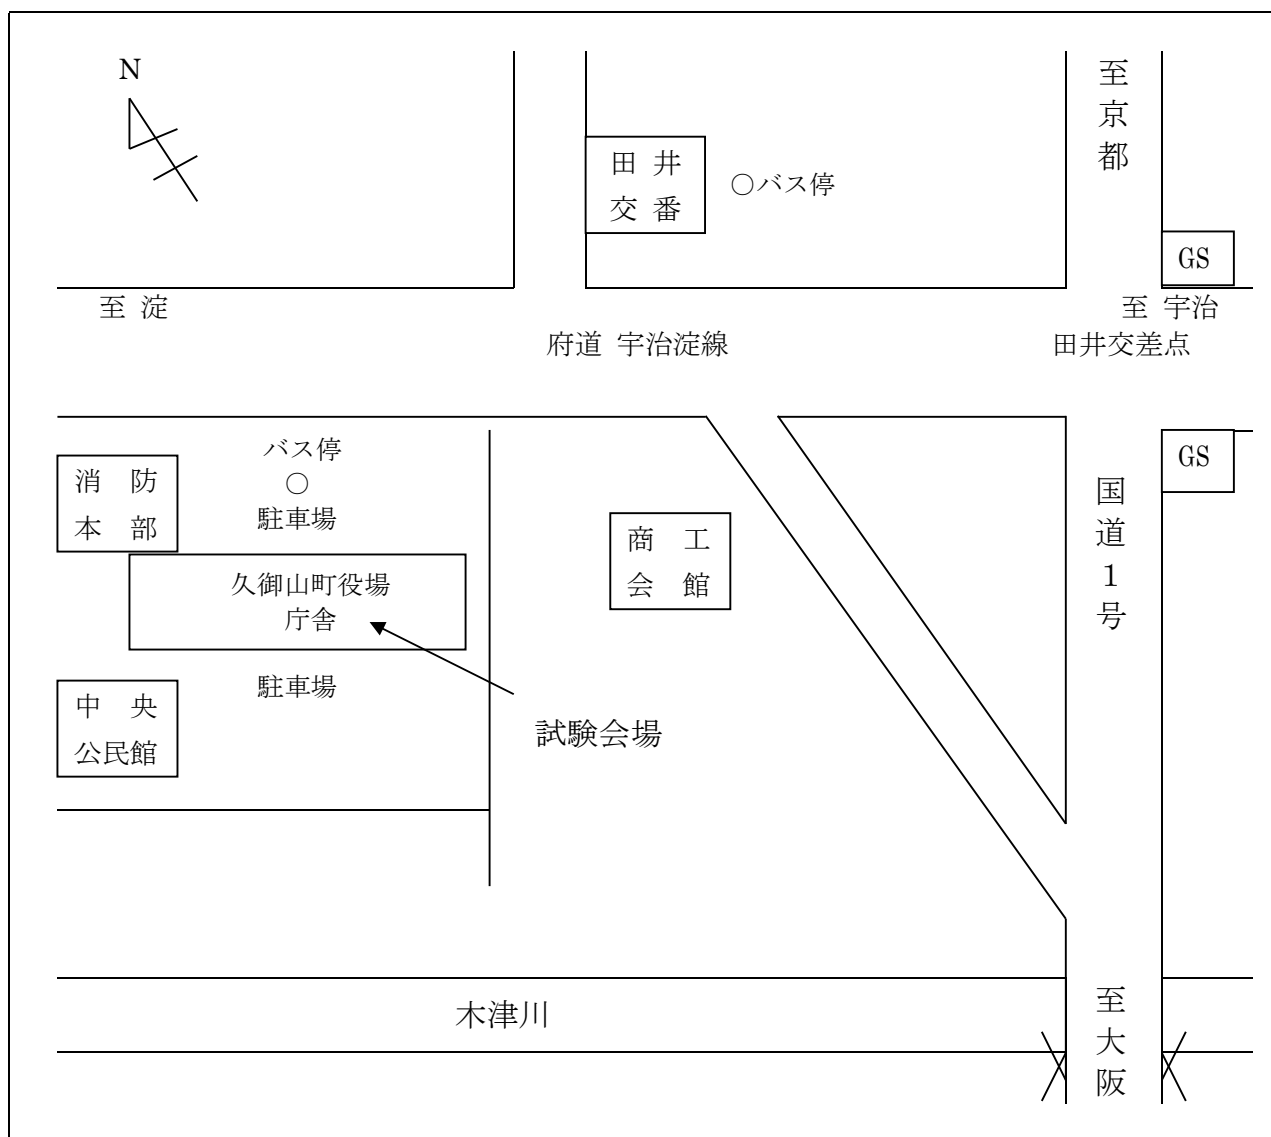 N
至京都
田 井
交 番
○バス停
GS
至 淀
至 宇治
府道 宇治淀線
田井交差点
バス停
○
駐車場
消 防
本 部
GS
国道1号
商 工
会 館
久御山町役場
庁舎
駐車場
中 央
公民館
試験会場
木津川
至大阪